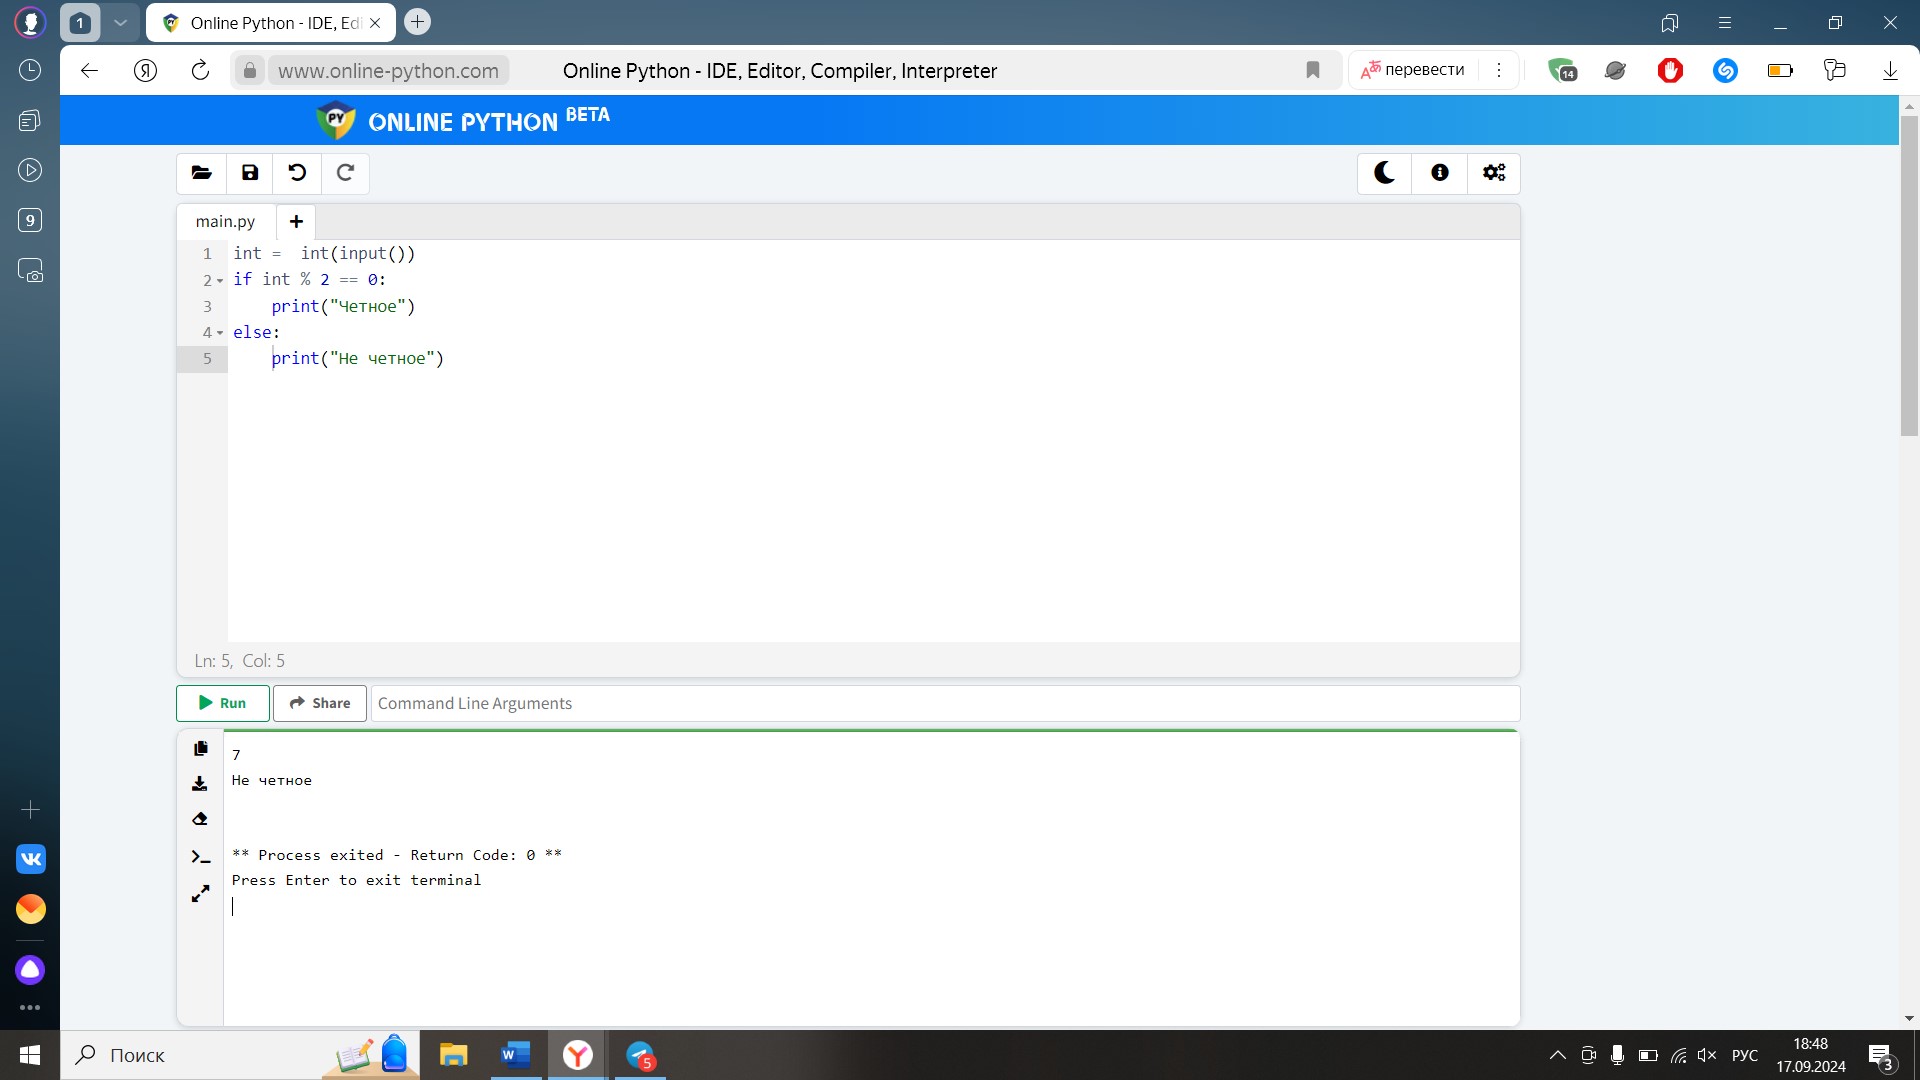 1
Online Python - IDE, Edi
www.online-python.com
Online Python - IDE, Editor, Compiler, Interpreter
перевести
14
9
PY ONLINE PYTHON BETA
main.py
1 int =  int(input())
2 if int % 2 == 0:
3     print("Четное")
4 else:
5     print("Не четное")
Ln: 5,  Col: 5
Run
Share
Command Line Arguments
7
Не четное
** Process exited - Return Code: 0 **
Press Enter to exit terminal
Поиск
5
РУС
18:48
17.09.2024
3